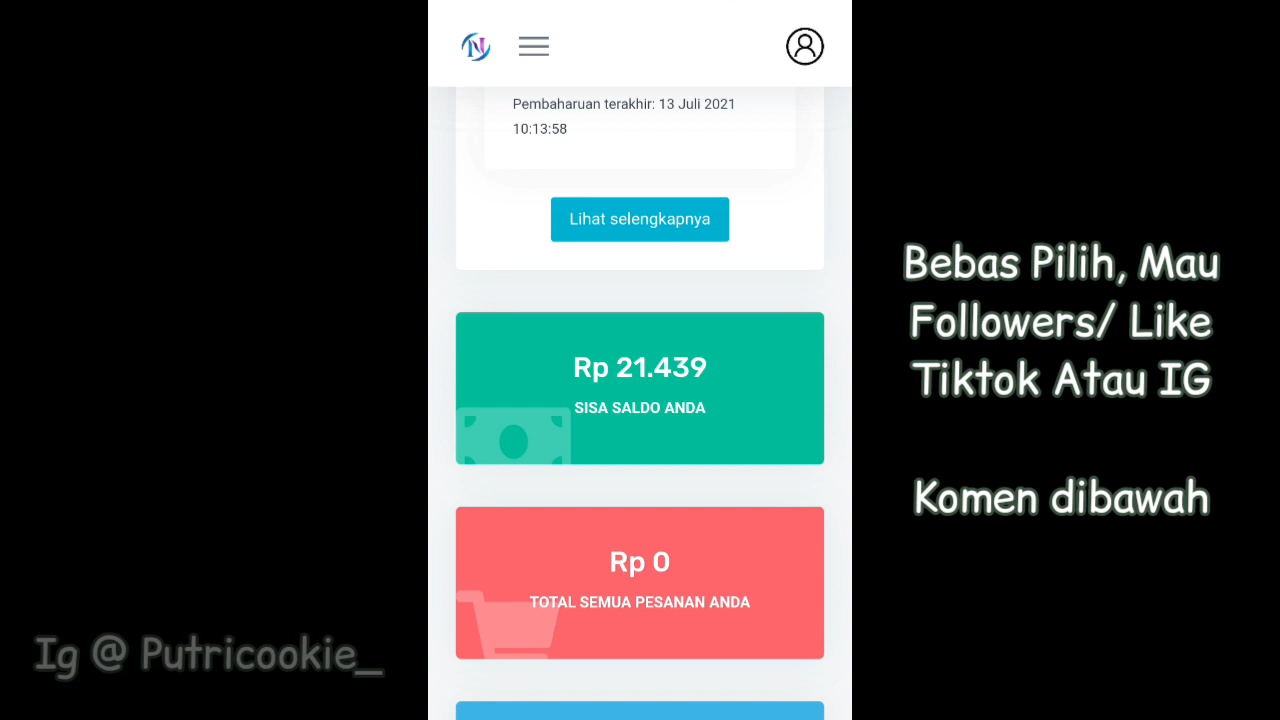 Pembaharuan terakhir: 13 Juli 2021
10:13:58
Lihat selengkapnya
Rp 21.439
SISA SALDO ANDA
Rp 0
TOTAL SEMUA PESANAN ANDA
Bebas Pilih, Mau
Followers/ Like
Tiktok Atau IG
Komen dibawah
Ig @ Putricookie_